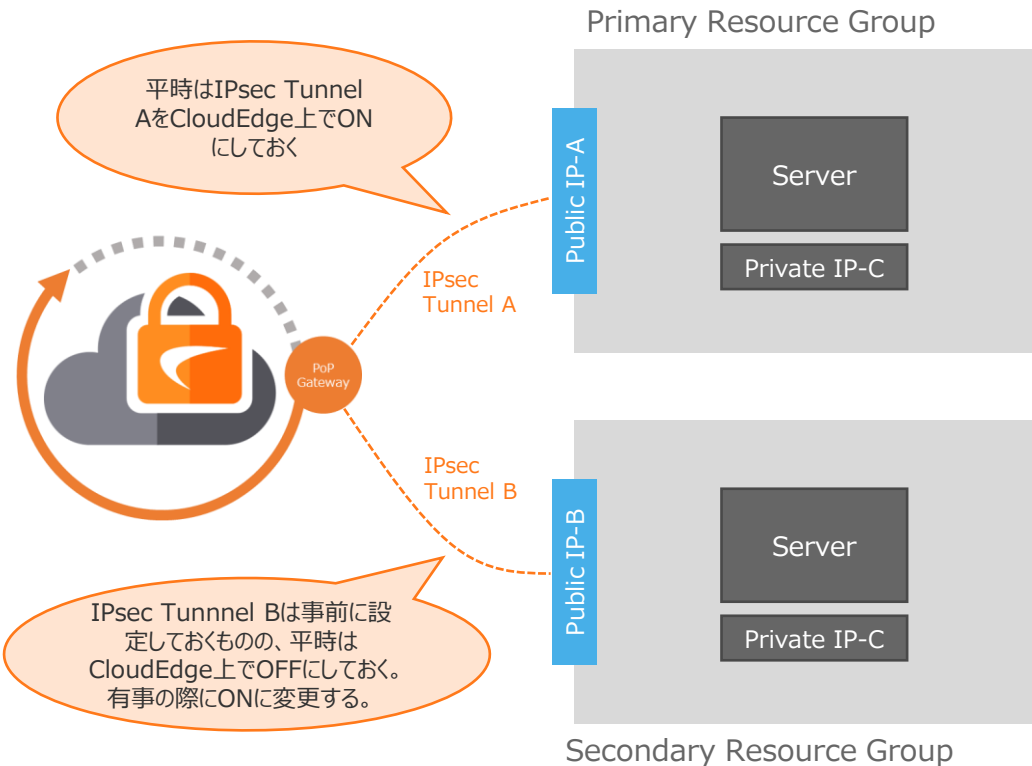 Primary Resource Group
平時はIPsec Tunnel
AをCloudEdge上でON
にしておく
Public IP-A
Server
Private IP-C
IPsec
Tunnel A
PoP
Gateway
IPsec
Tunnel B
Public IP-B
Server
Private IP-C
IPsec Tunnnel Bは事前に設
定しておくものの、平時は
CloudEdge上でOFFにしておく。
有事の際にONに変更する。
Secondary Resource Group